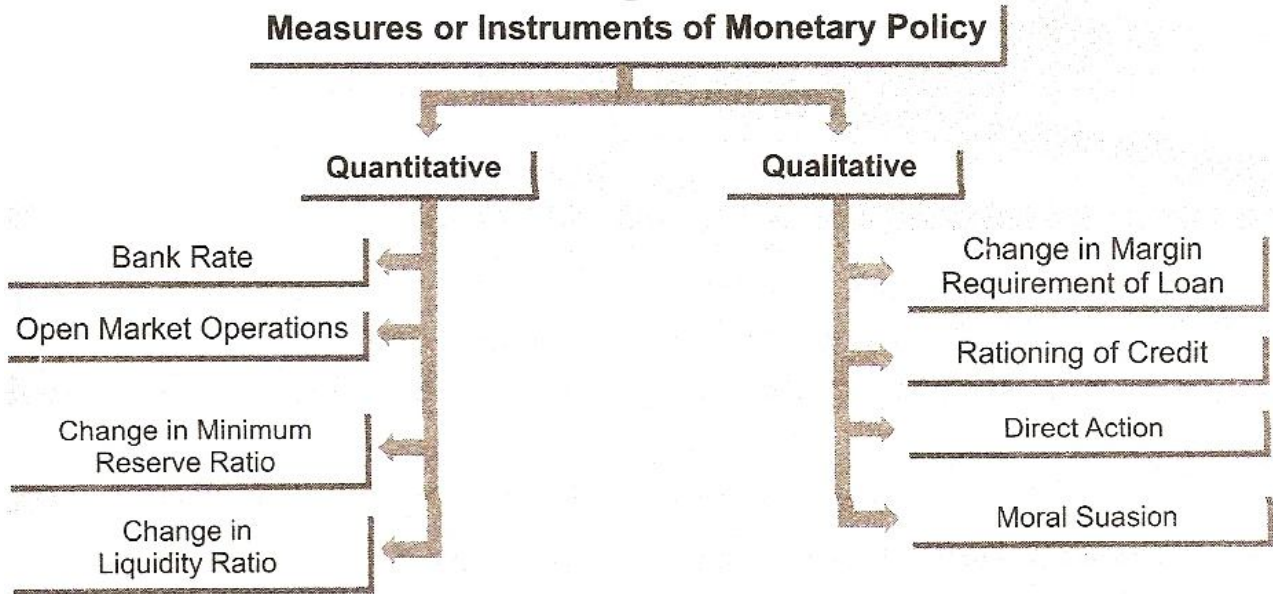 Measures or Instruments of Monetary Policy
Quantitative
Qualitative
Bank Rate
Open Market Operations
Change in Minimum
Reserve Ratio
Change in
Liquidity Ratio
Change in Margin
Requirement of Loan
Rationing of Credit
Direct Action
Moral Suasion